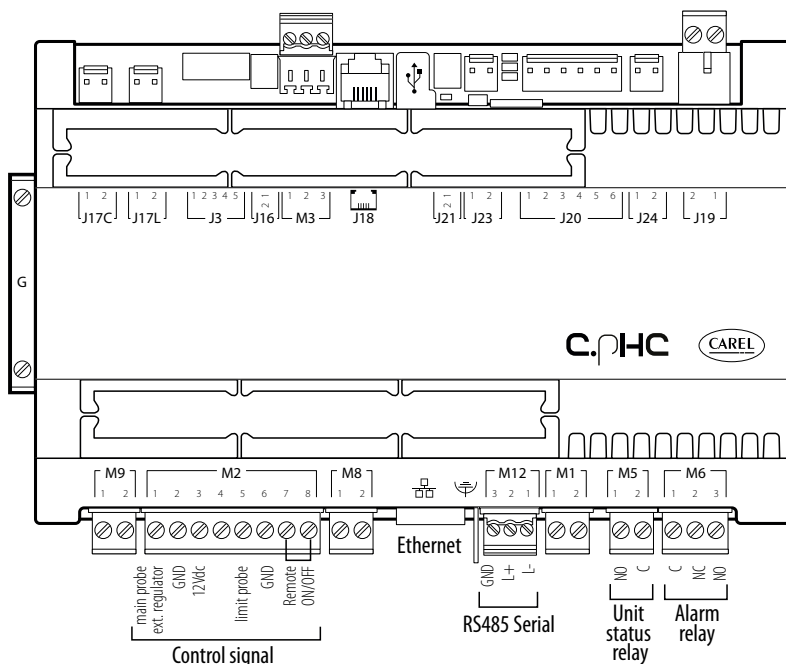 1 2
1 2
1 2 3 4 5
2 1
1 2 3
2 1
1 2
1 2 3 4 5 6
1 2
2 1
J17C
J17L
J3
J16
M3
J18
J21
J23
J20
J24
J19
G
c.pHC
CAREL
M9
M2
M8
M12
M1
M5
M6
1 2
1 2 3 4 5 6 7 8
1 2
3 2 1
1 2
1 2
1 2 3
main probe
ext. regulator
GND
12Vdc
limit probe
GND
Remote
ON/OFF
Control signal
Ethernet
GND
L+
L-
RS485 Serial
NO
C
Unit
status
relay
C
NC
NO
Alarm
relay